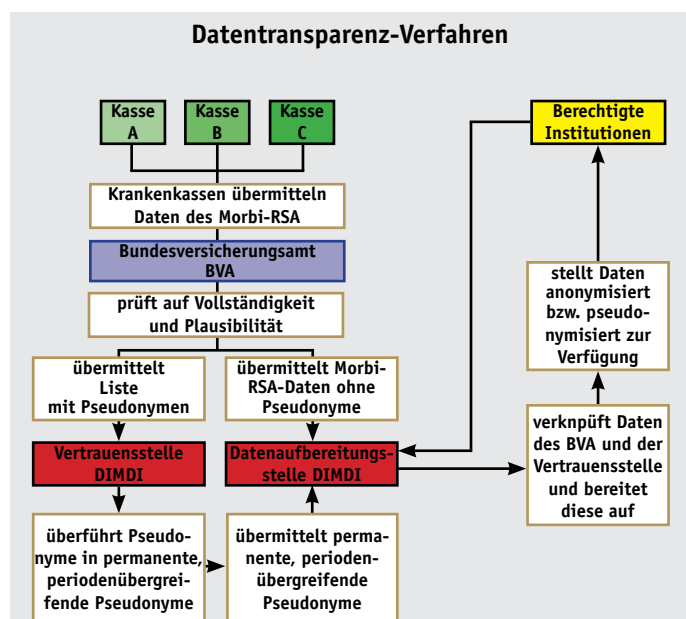 Datentransparenz-Verfahren
Kasse
A
Kasse
B
Kasse
C
Berechtigte
Institutionen
Krankenkassen übermitteln
Daten des Morbi-RSA
Bundesversicherungsamt
BVA
prüft auf Vollständigkeit
und Plausibilität
stellt Daten
anonymisiert
bzw. pseudo-
nymisiert zur
Verfügung
übermittelt
Liste
mit Pseudonymen
übermittelt Morbi-
RSA-Daten ohne
Pseudonyme
verknpüft Daten
des BVA und der
Vertrauensstelle
und bereitet
diese auf
Vertrauensstelle
DIMDI
Datenaufbereitungs-
stelle DIMDI
überführt Pseudo-
nyme in permanente,
periodenübergrei-
fende Pseudonyme
übermittelt perma-
nente, perioden-
übergreifende
Pseudonyme